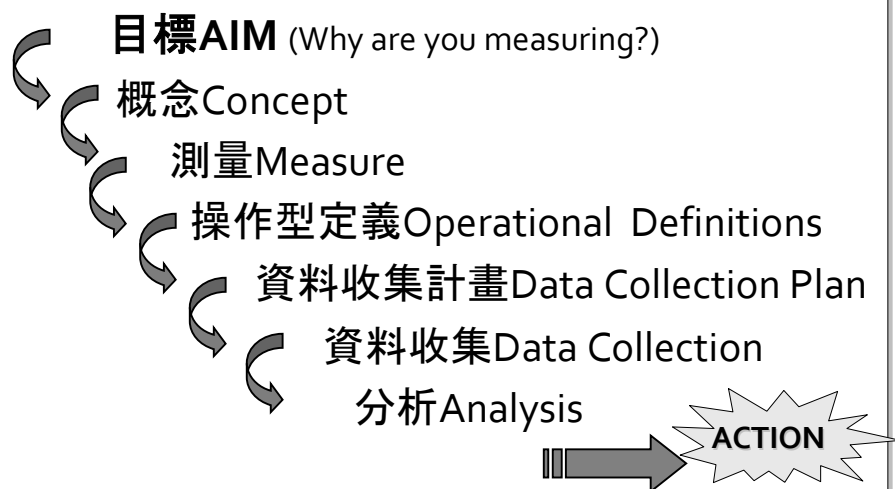 目標AIM (Why are you measuring?)
概念Concept
測量Measure
操作型定義Operational Definitions
資料收集計畫Data Collection Plan
資料收集Data Collection
分析Analysis
ACTION